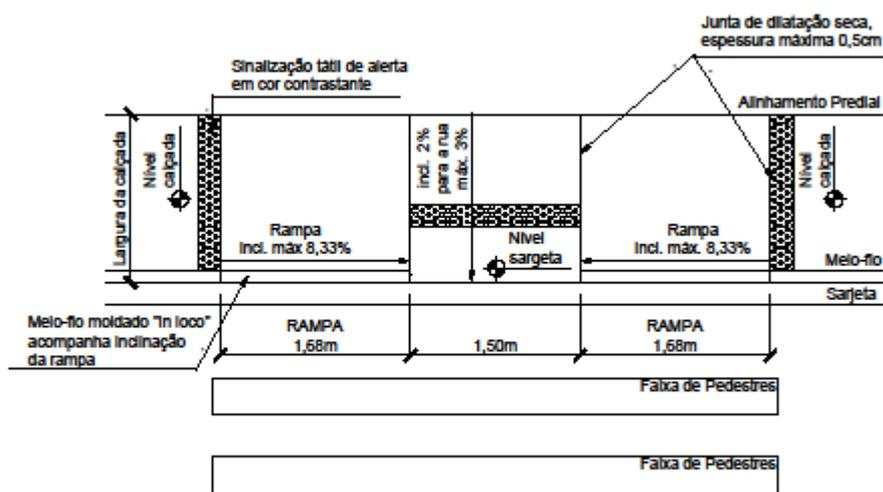 Junta de dilatação seca,
espessura máxima 0,5cm
Sinalização tátil de alerta
em cor contrastante
Alinhamento Predial
Largura da calçada
Nível
calçada
incl. 2%
para a rua
máx. 3%
Nível
calçada
Rampa
incl. máx 8,33%
Nível
sargeta
Rampa
incl. máx. 8,33%
Meio-fio
Sarjeta
Meio-fio moldado "in loco"
acompanha inclinação
da rampa
RAMPA
1,68m
1,50m
RAMPA
1,68m
Faixa de Pedestres
Faixa de Pedestres